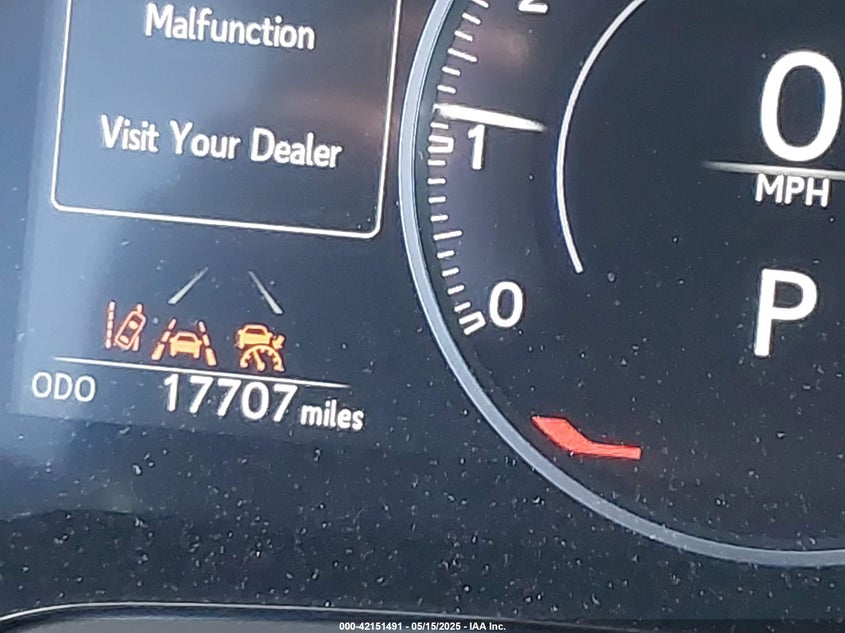 Malfunction
Visit Your Dealer
2
1
0
0
MPH
P
ODO 17707 miles
000-42151491 - 05/15/2025 - IAA Inc.